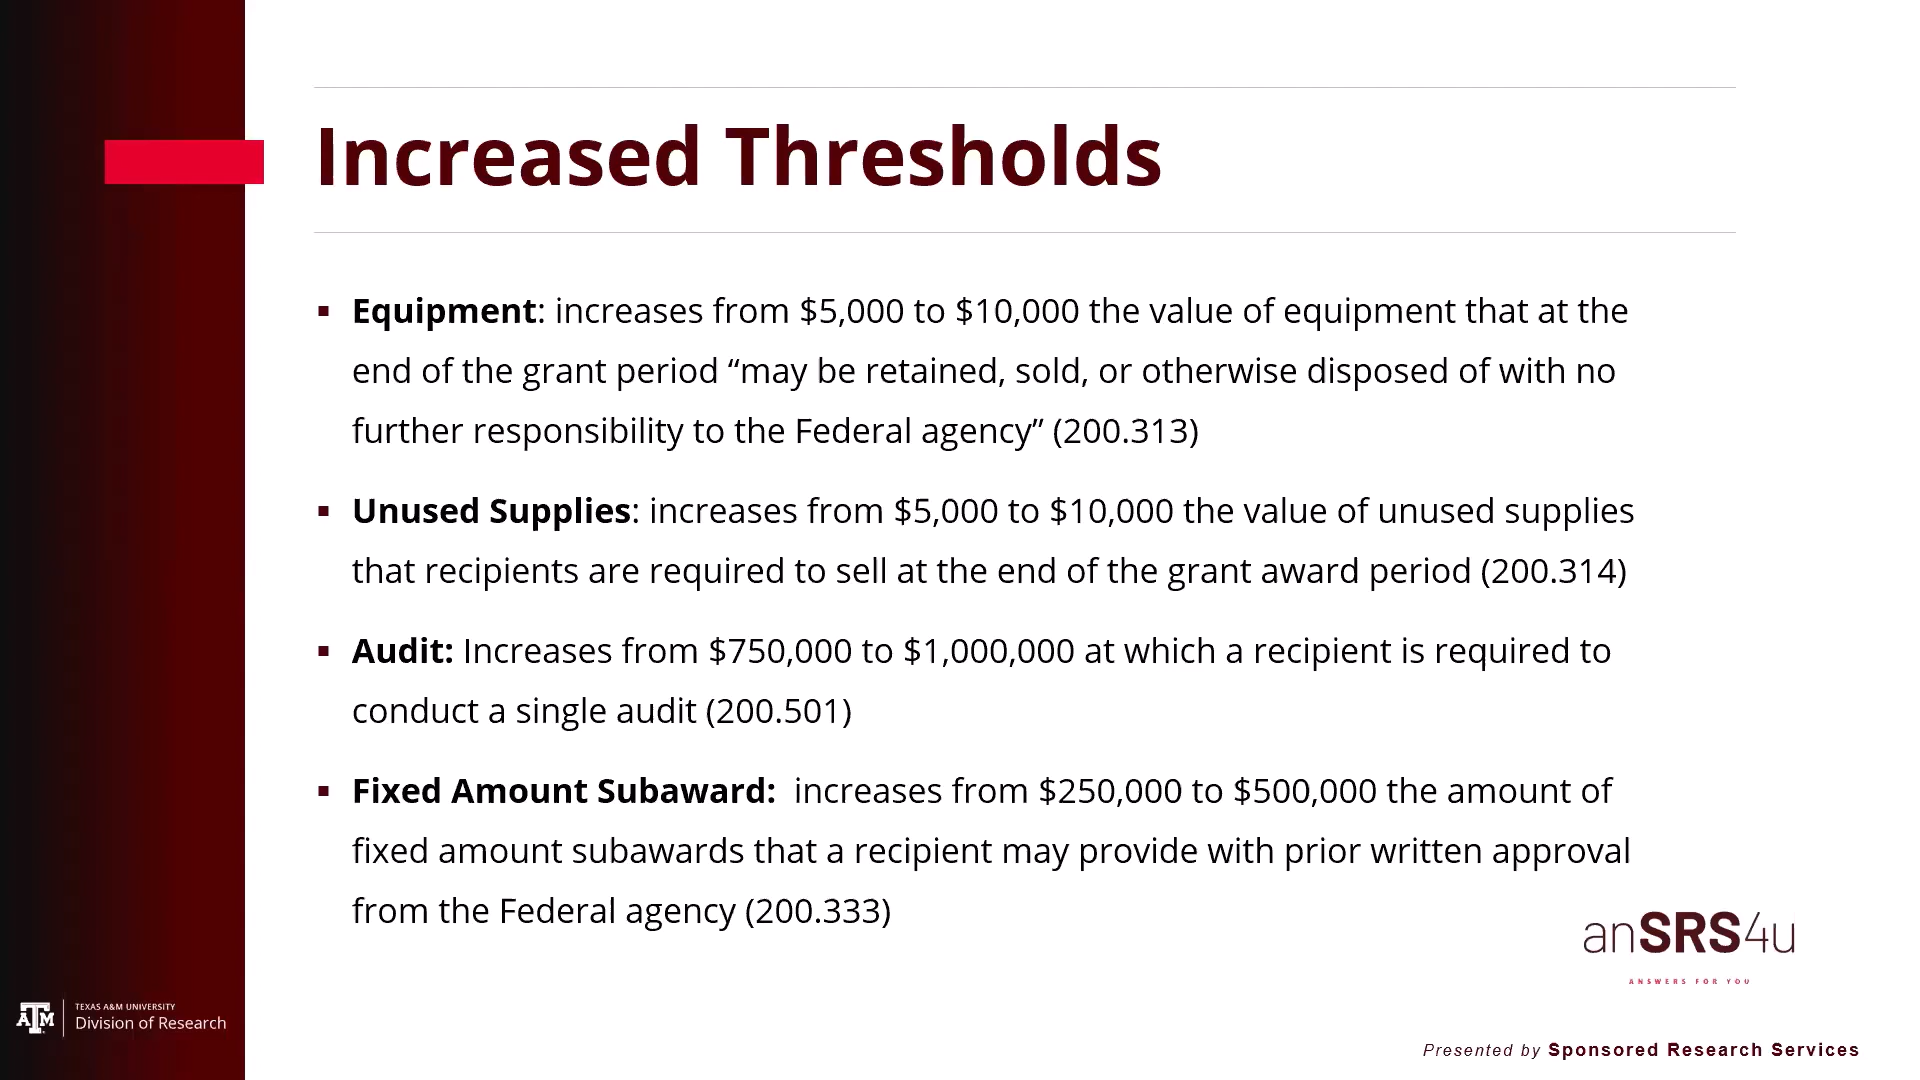 Increased Thresholds
▪ Equipment: increases from $5,000 to $10,000 the value of equipment that at the
end of the grant period “may be retained, sold, or otherwise disposed of with no
further responsibility to the Federal agency” (200.313)
▪ Unused Supplies: increases from $5,000 to $10,000 the value of unused supplies
that recipients are required to sell at the end of the grant award period (200.314)
▪ Audit: Increases from $750,000 to $1,000,000 at which a recipient is required to
conduct a single audit (200.501)
▪ Fixed Amount Subaward: increases from $250,000 to $500,000 the amount of
fixed amount subawards that a recipient may provide with prior written approval
from the Federal agency (200.333)
anSRS4u
ANSWERS FOR YOU
ATM
TEXAS A&M UNIVERSITY
Division of Research
Presented by Sponsored Research Services